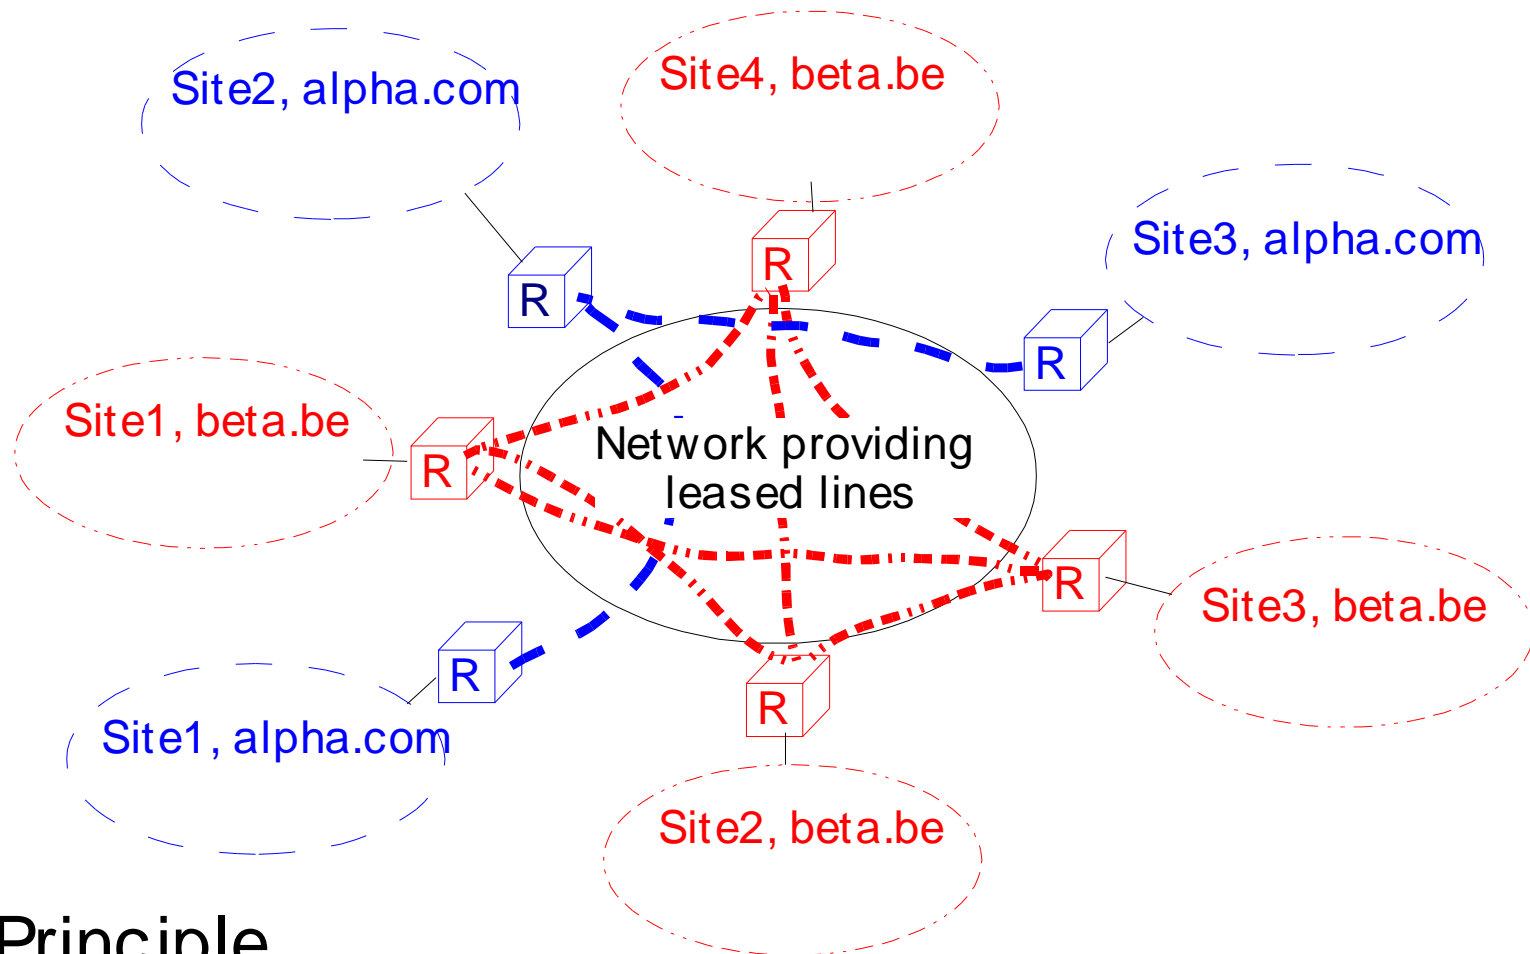 Site4, beta.be
Site2, alpha.com
Site3, alpha.com
R
R
R
Site1, beta.be
R
Network providing
leased lines
R
Site3, beta.be
R
Site1, alpha.com
R
Site2, beta.be
Principle